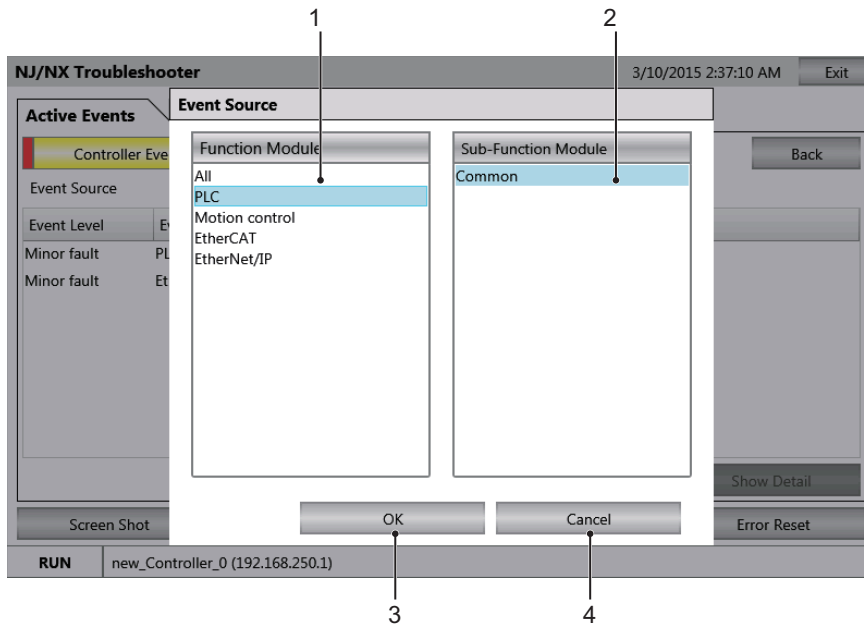 1 2
NJ/NX Troubleshooter 3/10/2015 2:37:10 AM Exit
Active Events
Event Source
Controller Eve
Back
Event Source
Event Level E
Minor fault PL
Minor fault Et
Function Module
All
PLC
Motion control
EtherCAT
EtherNet/IP
Sub-Function Module
Common
Show Detail
OK Cancel
Screen Shot Error Reset
RUN new_Controller_0 (192.168.250.1)
3 4